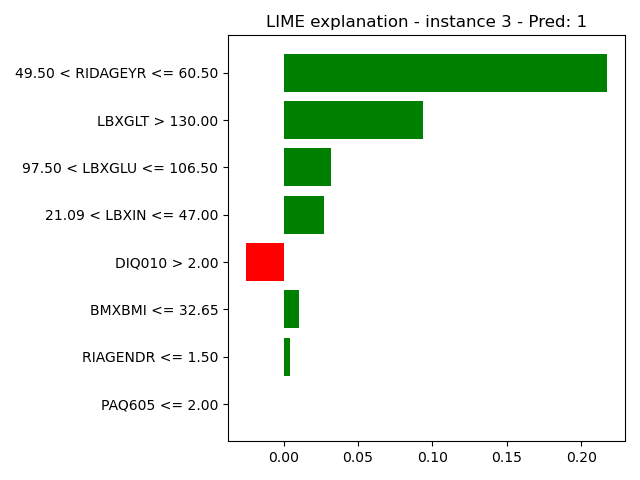 LIME explanation - instance 3 - Pred: 1
49.50 < RIDAGEYR <= 60.50
LBXGLT > 130.00
97.50 < LBXGLU <= 106.50
21.09 < LBXIN <= 47.00
DIQ010 > 2.00
BMXBMI <= 32.65
RIAGENDR <= 1.50
PAQ605 <= 2.00
0.00 0.05 0.10 0.15 0.20